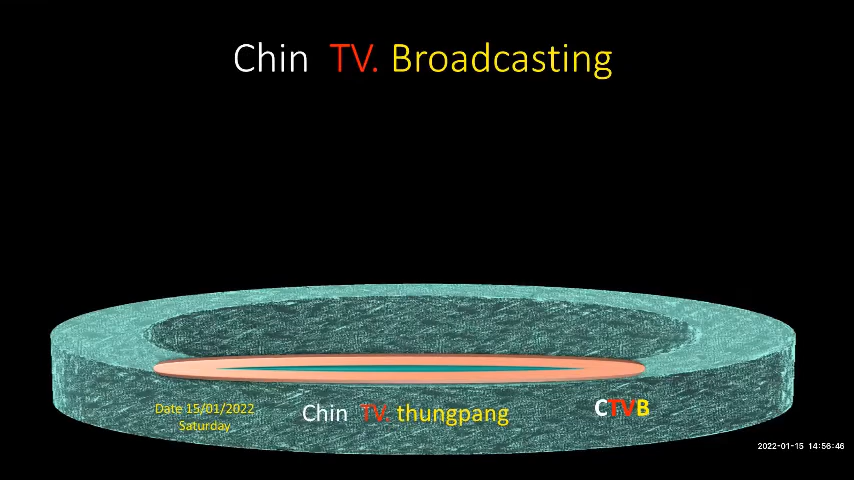 Chin TV. Broadcasting
Date 15/01/2022
Saturday
Chin TV. thungpang
CTVB
2022-01-15 14:56:46